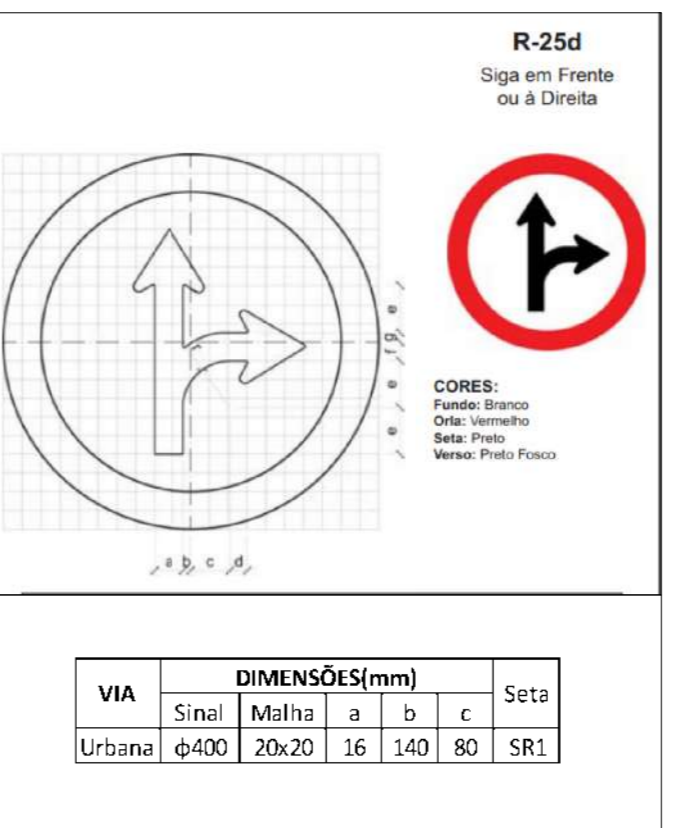 R-25d
Siga em Frente
ou à Direita
e
g
f
e
e
a b c d
CORES:
Fundo: Branco
Orla: Vermelho
Seta: Preto
Verso: Preto Fosco
VIA DIMENSÕES(mm) Seta
Sinal Malha a b c
Urbana ϕ400 20x20 16 140 80 SR1